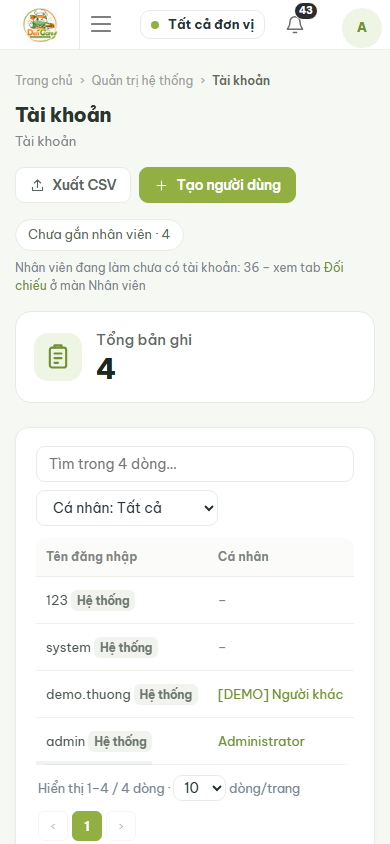 Tất cả đơn vị
43
A
Trang chủ › Quản trị hệ thống › Tài khoản
Tài khoản
Tài khoản
Xuất CSV
+ Tạo người dùng
Chưa gắn nhân viên · 4
Nhân viên đang làm chưa có tài khoản: 36 – xem tab Đối
chiếu ở màn Nhân viên
Tổng bản ghi
4
Tìm trong 4 dòng...
Cá nhân: Tất cả
Tên đăng nhập Cá nhân
123 Hệ thống –
system Hệ thống –
demo.thuong Hệ thống [DEMO] Người khác
admin Hệ thống Administrator
Hiển thị 1–4 / 4 dòng · 10 dòng/trang
‹ 1 ›